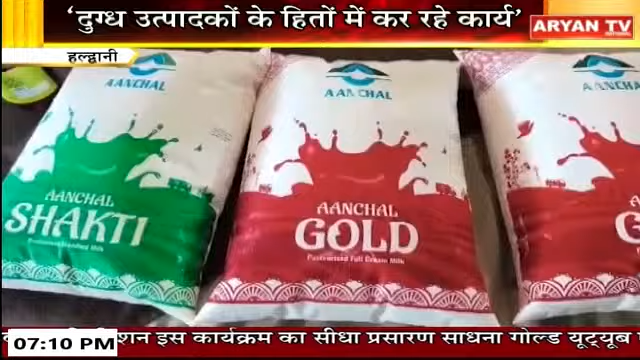 ‘दुग्ध उत्पादकों के हितों में कर रहे कार्य’
ARYAN TV
हल्द्वानी
AANCHAL
AANCHAL
AANCHAL
AANCHAL
SHAKTI
AANCHAL
GOLD
Pasteurised Full Cream Milk
07:10 PM
इस कार्यक्रम का सीधा प्रसारण साधना गोल्ड यूट्यूब